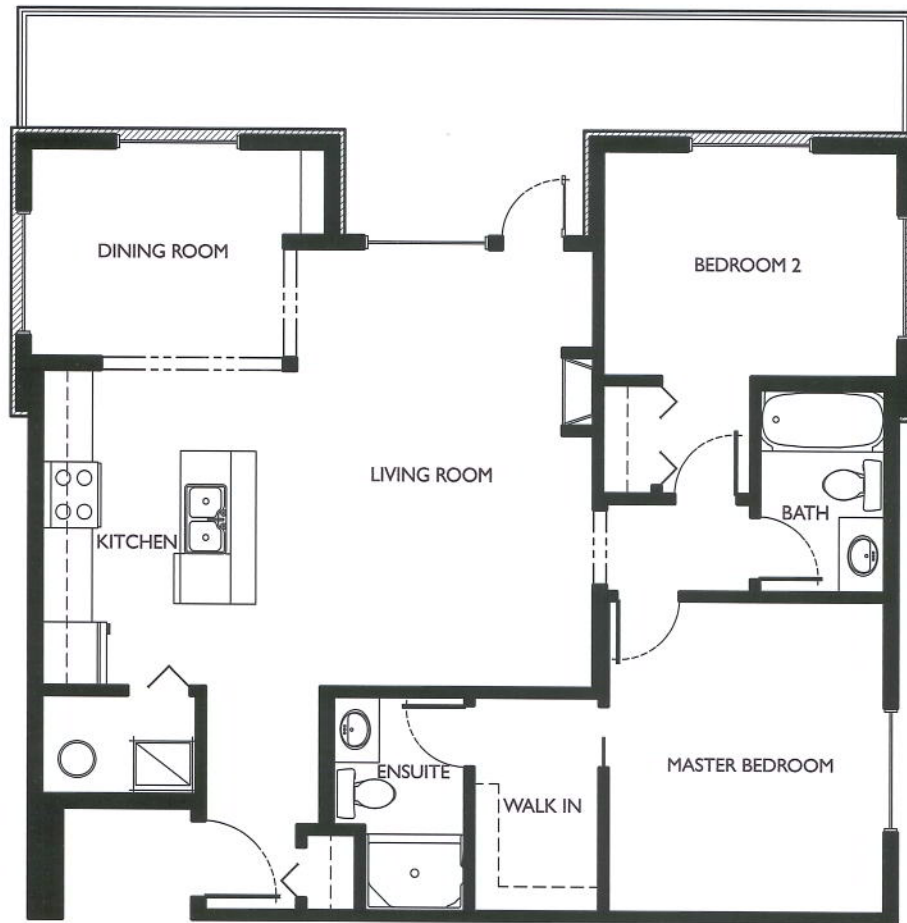 DINING ROOM
BEDROOM 2
LIVING ROOM
KITCHEN
BATH
ENSUITE
WALK IN
MASTER BEDROOM